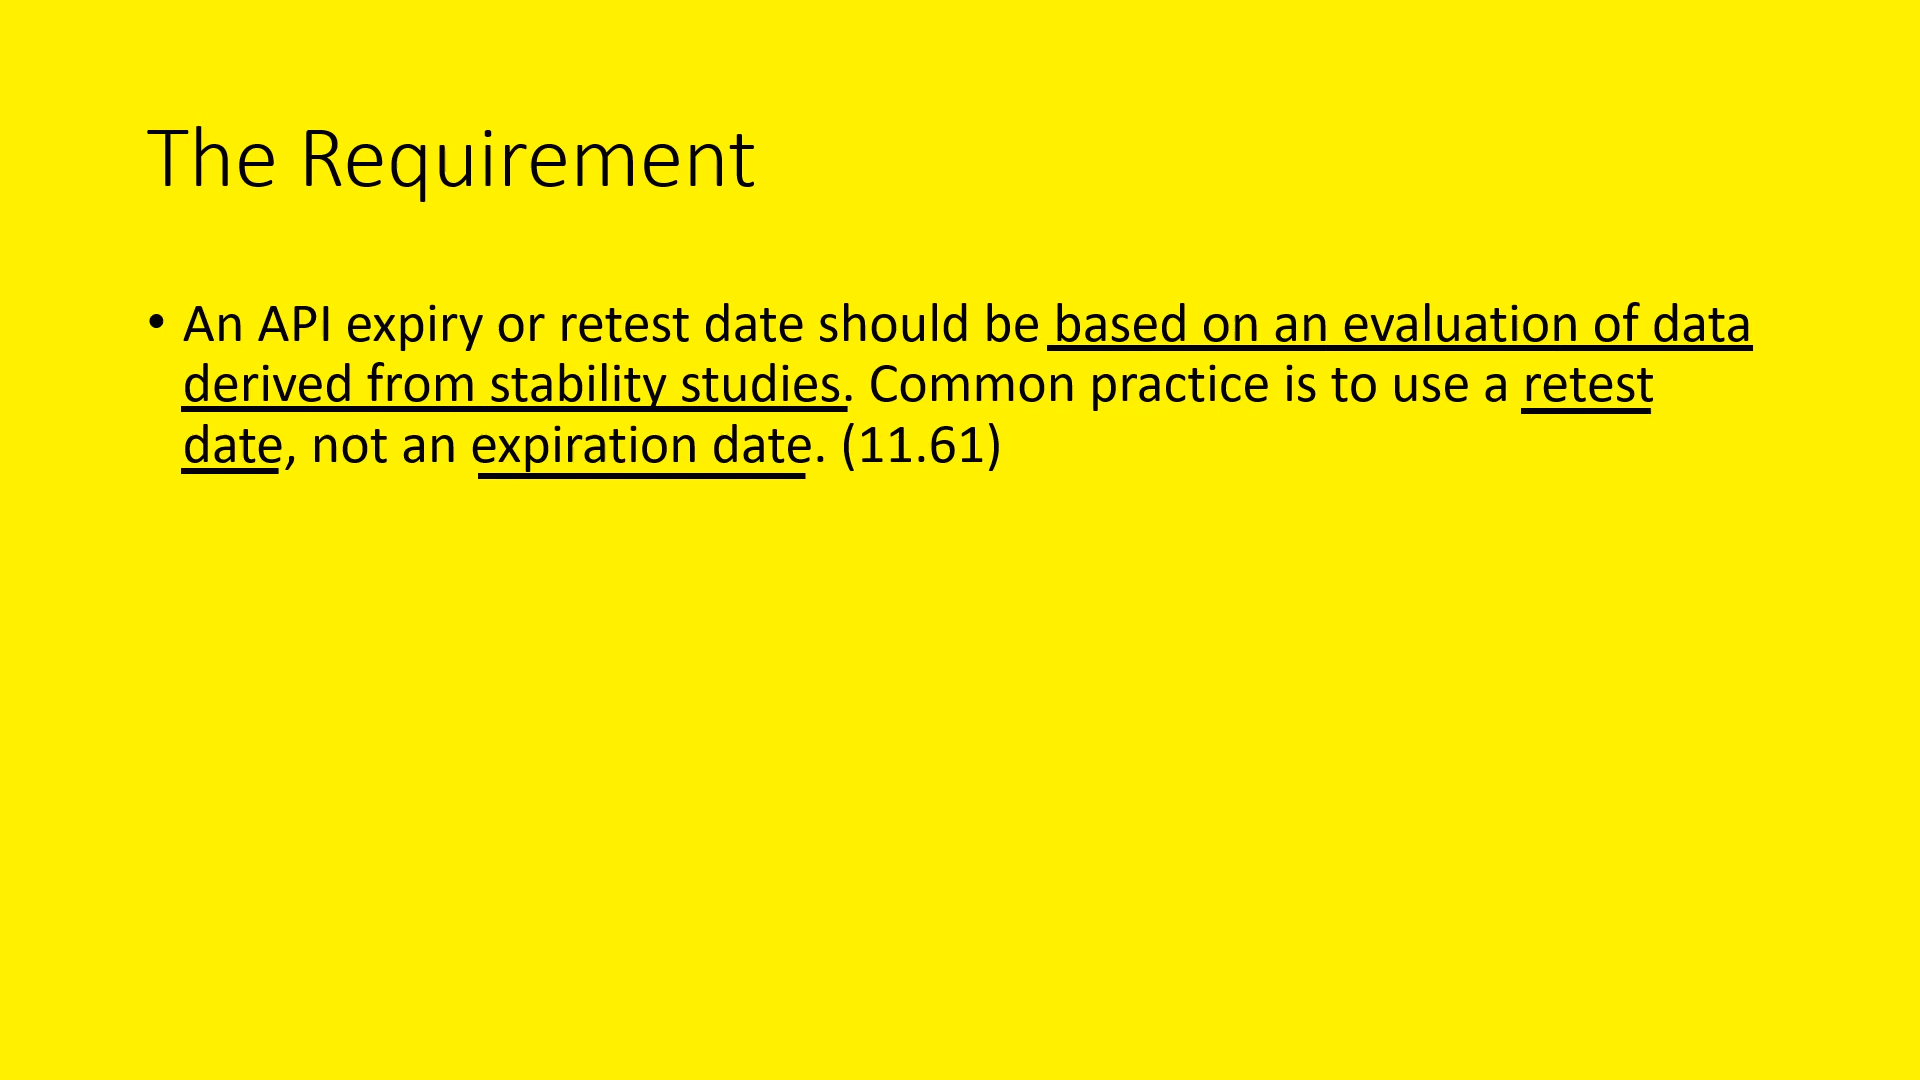 The Requirement
• An API expiry or retest date should be based on an evaluation of data
derived from stability studies. Common practice is to use a retest
date, not an expiration date. (11.61)